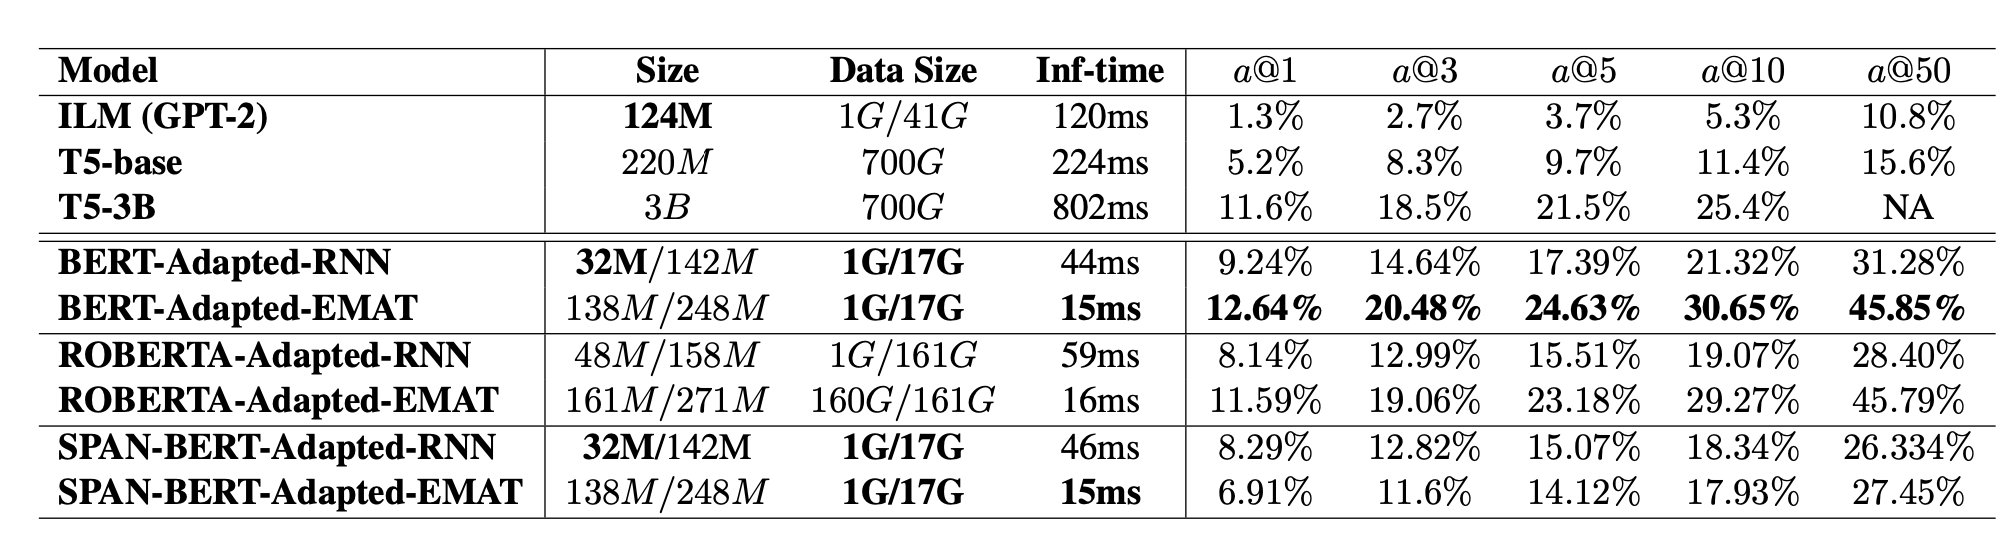 Model Size Data Size Inf-time a@1 a@3 a@5 a@10 a@50
ILM (GPT-2) 124M 1G/41G 120ms 1.3% 2.7% 3.7% 5.3% 10.8%
T5-base 220M 700G 224ms 5.2% 8.3% 9.7% 11.4% 15.6%
T5-3B 3B 700G 802ms 11.6% 18.5% 21.5% 25.4% NA
BERT-Adapted-RNN 32M/142M 1G/17G 44ms 9.24% 14.64% 17.39% 21.32% 31.28%
BERT-Adapted-EMAT 138M/248M 1G/17G 15ms 12.64% 20.48% 24.63% 30.65% 45.85%
ROBERTA-Adapted-RNN 48M/158M 1G/161G 59ms 8.14% 12.99% 15.51% 19.07% 28.40%
ROBERTA-Adapted-EMAT 161M/271M 160G/161G 16ms 11.59% 19.06% 23.18% 29.27% 45.79%
SPAN-BERT-Adapted-RNN 32M/142M 1G/17G 46ms 8.29% 12.82% 15.07% 18.34% 26.334%
SPAN-BERT-Adapted-EMAT 138M/248M 1G/17G 15ms 6.91% 11.6% 14.12% 17.93% 27.45%